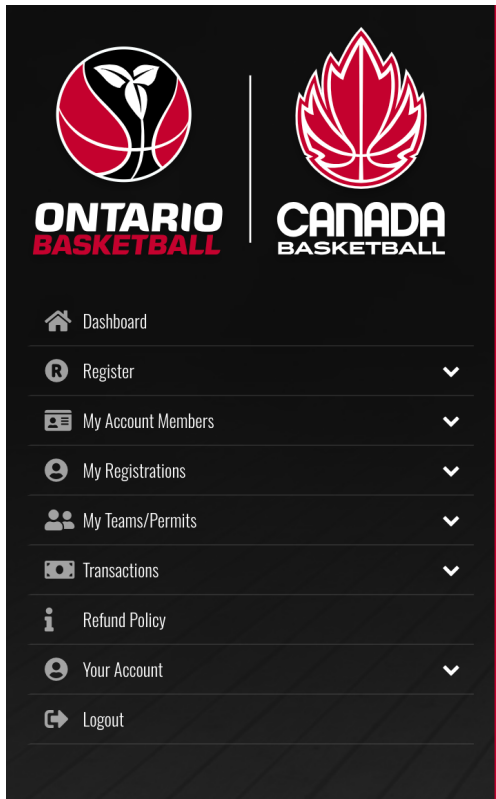 ONTARIO
BASKETBALL
CANADA
BASKETBALL
Dashboard
R Register
My Account Members
My Registrations
My Teams/Permits
Transactions
Refund Policy
Your Account
Logout